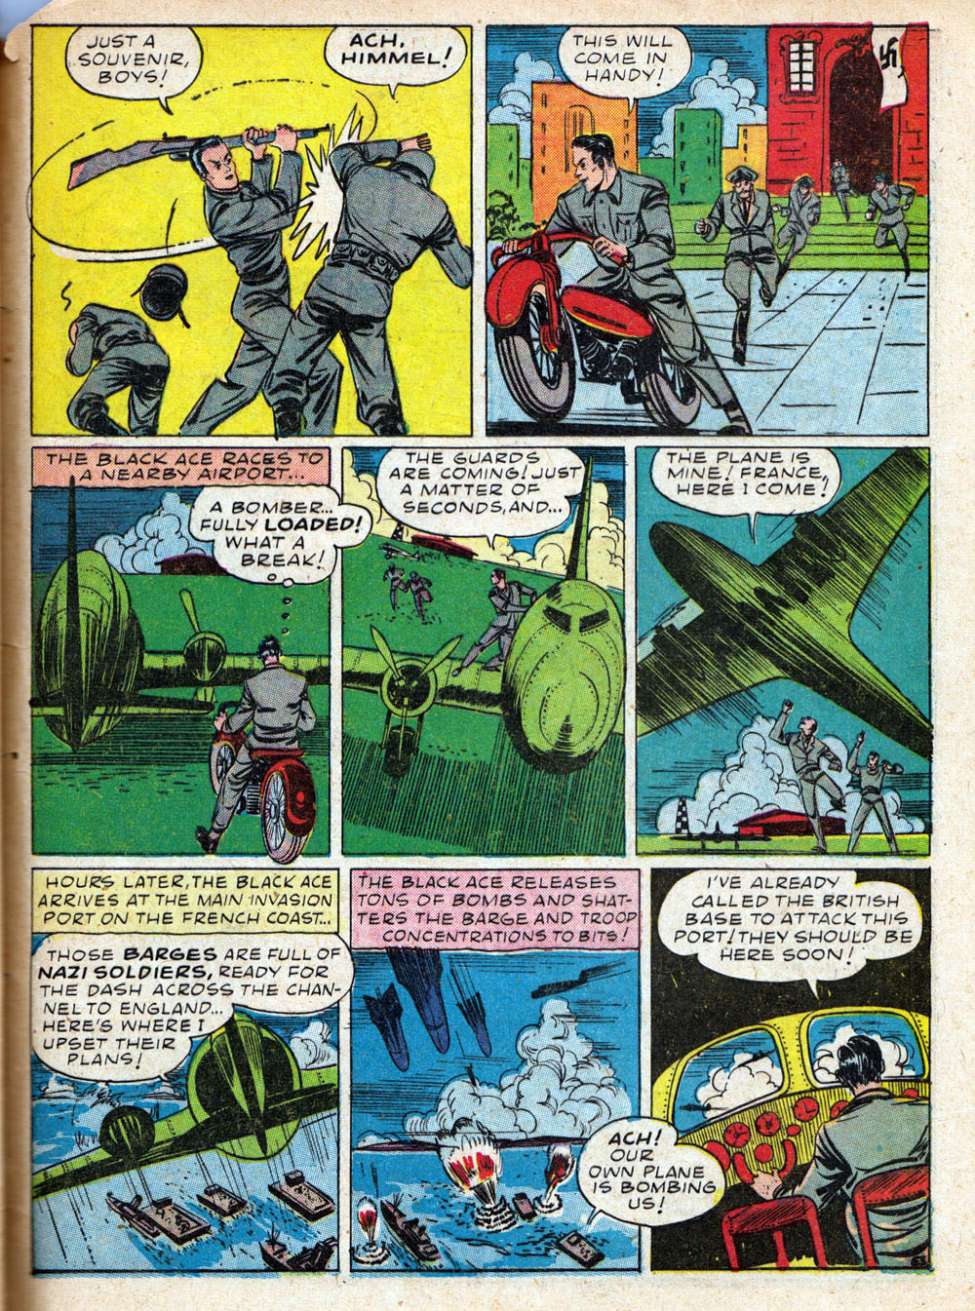 JUST A
SOUVENIR,
BOYS!
ACH,
HIMMEL!
THIS WILL
COME IN
HANDY!
THE BLACK ACE RACES TO
A NEARBY AIRPORT...
A BOMBER...
FULLY LOADED!
WHAT A
BREAK!
THE GUARDS
ARE COMING! JUST
A MATTER OF
SECONDS, AND...
THE PLANE IS
MINE! FRANCE,
HERE I COME!
HOURS LATER, THE BLACK ACE
ARRIVES AT THE MAIN INVASION
PORT ON THE FRENCH COAST..
THOSE BARGES ARE FULL OF
NAZI SOLDIERS, READY FOR
THE DASH ACROSS THE CHAN-
NEL TO ENGLAND...
HERE'S WHERE I
UPSET THEIR
PLANS!
THE BLACK ACE RELEASES
TONS OF BOMBS AND SHAT-
TERS THE BARGE AND TROOP
CONCENTRATIONS TO BITS!
ACH!
OUR
OWN PLANE
IS BOMBING
US!
I'VE ALREADY
CALLED THE BRITISH
BASE TO ATTACK THIS
PORT! THEY SHOULD BE
HERE SOON!